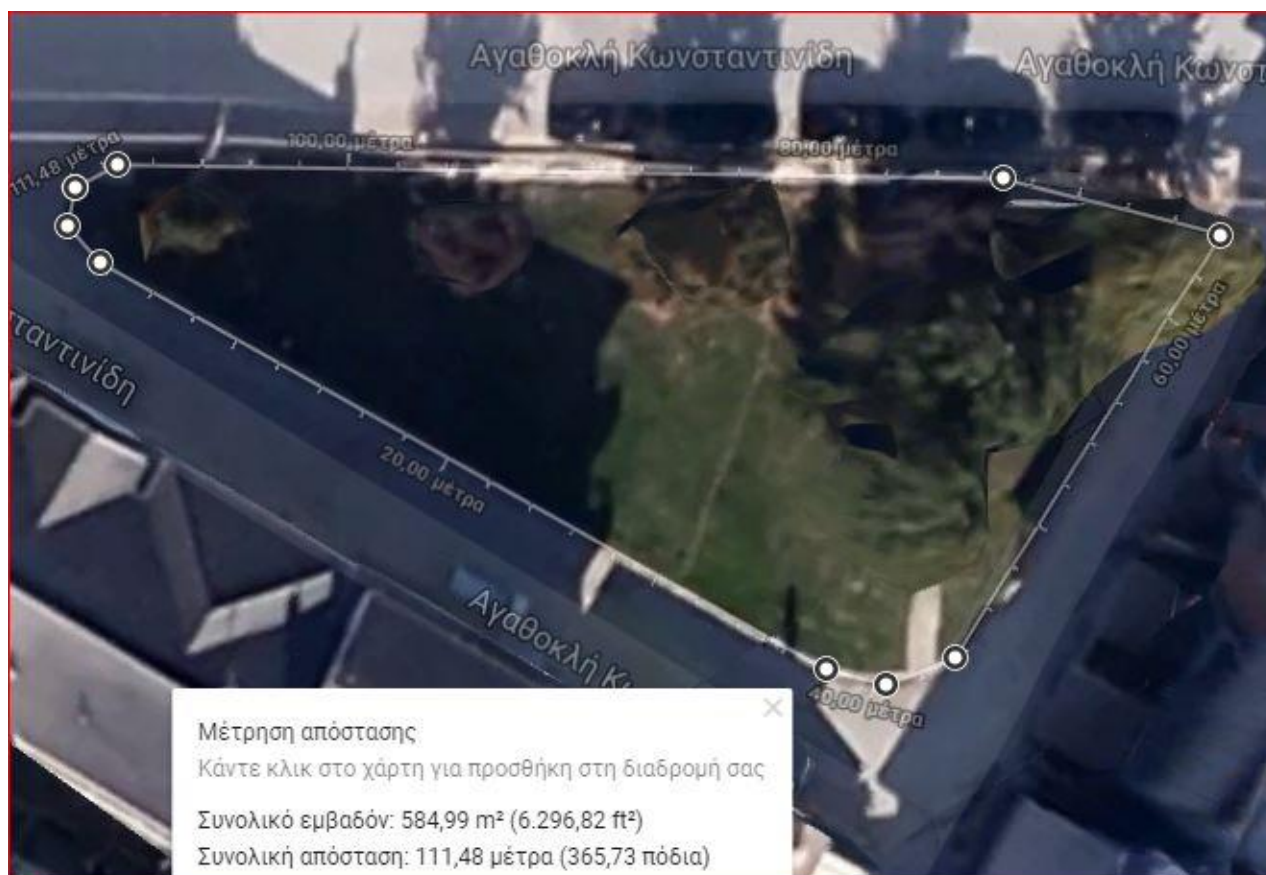 Αγαθοκλή Κωνσταντινίδη
Αγαθοκλή Κωνστ
111,48 μέτρα
100,00 μέτρα
80,00 μέτρα
60,00 μέτρα
ταντινίδη
20,00 μέτρα
Αγαθοκλή Κω
40,00 μέτρα
Μέτρηση απόστασης
Κάντε κλικ στο χάρτη για προσθήκη στη διαδρομή σας
Συνολικό εμβαδόν: 584,99 m² (6.296,82 ft²)
Συνολική απόσταση: 111,48 μέτρα (365,73 πόδια)